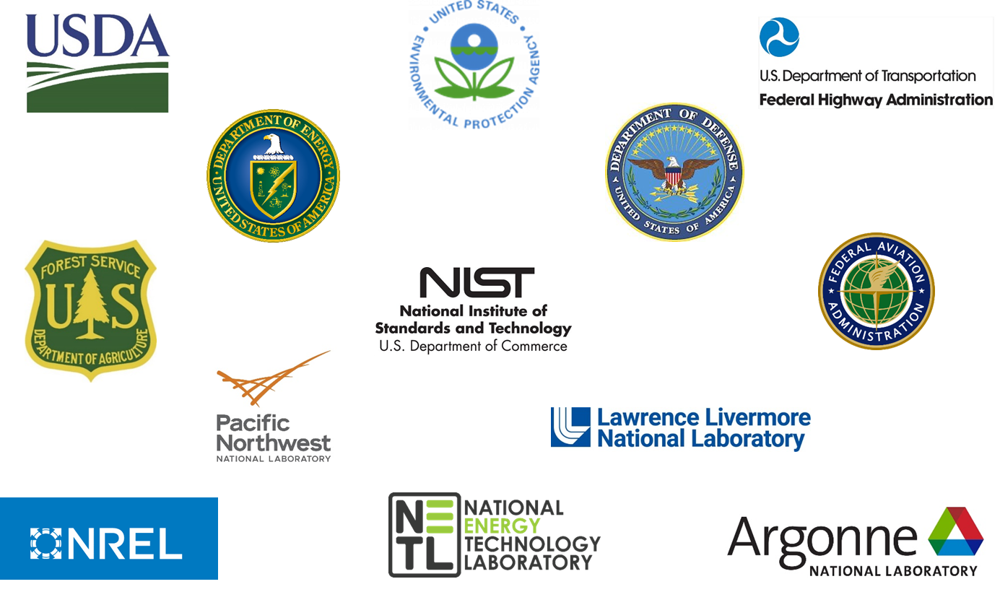 USDA
UNITED STATES
ENVIRONMENTAL PROTECTION AGENCY
U.S. Department of Transportation
Federal Highway Administration
DEPARTMENT OF ENERGY
UNITED STATES OF AMERICA
DEPARTMENT OF DEFENSE
UNITED STATES OF AMERICA
FOREST SERVICE
U S
DEPARTMENT OF AGRICULTURE
NIST
National Institute of
Standards and Technology
U.S. Department of Commerce
FEDERAL AVIATION
ADMINISTRATION
Pacific
Northwest
NATIONAL LABORATORY
Lawrence Livermore
National Laboratory
NREL
NE
TL
NATIONAL
ENERGY
TECHNOLOGY
LABORATORY
Argonne
NATIONAL LABORATORY